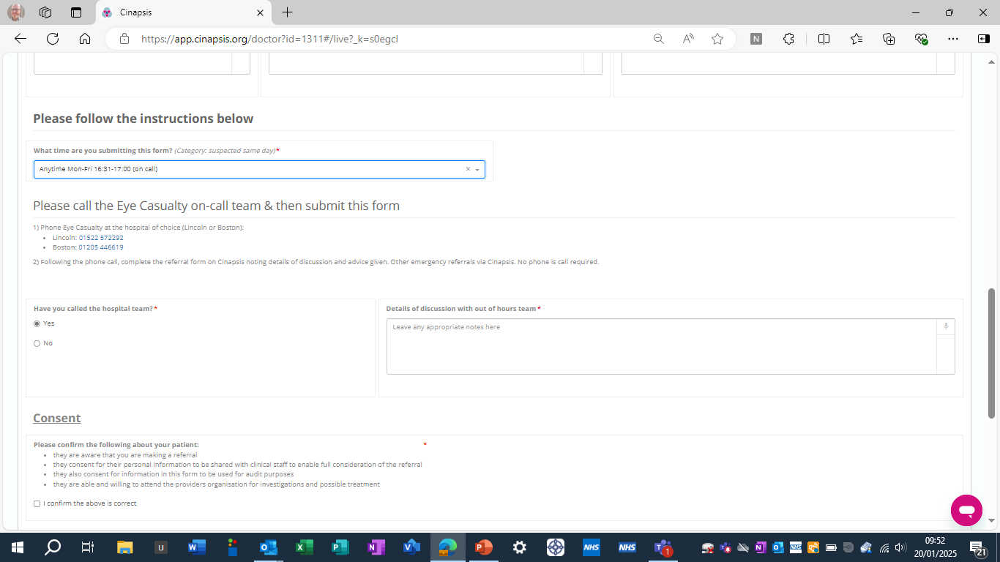 Cinapsis
https://app.cinapsis.org/doctor?id=1311#/live?_k=s0egcl
Please follow the instructions below
What time are you submitting this form? (Category: suspected same day)*
Anytime Mon-Fri 16:31-17:00 (on call)
Please call the Eye Casualty on-call team & then submit this form
1) Phone Eye Casualty at the hospital of choice (Lincoln or Boston):
• Lincoln: 01522 572292
• Boston: 01205 446619
2) Following the phone call, complete the referral form on Cinapsis noting details of discussion and advice given. Other emergency referrals via Cinapsis. No phone is call required.
Have you called the hospital team?*
Yes
No
Details of discussion with out of hours team*
Leave any appropriate notes here
Consent
Please confirm the following about your patient: *
• they are aware that you are making a referral
• they consent for their personal information to be shared with clinical staff to enable full consideration of the referral
• they also consent for information in this form to be used for audit purposes
• they are able and willing to attend the providers organisation for investigations and possible treatment
I confirm the above is correct
09:52
20/01/2025
21